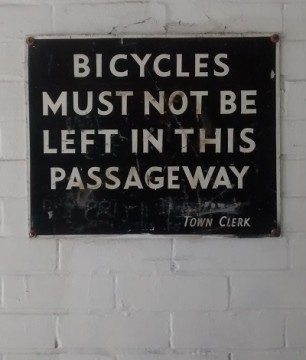 BICYCLES
MUST NOT BE
LEFT IN THIS
PASSAGEWAY
TOWN CLERK